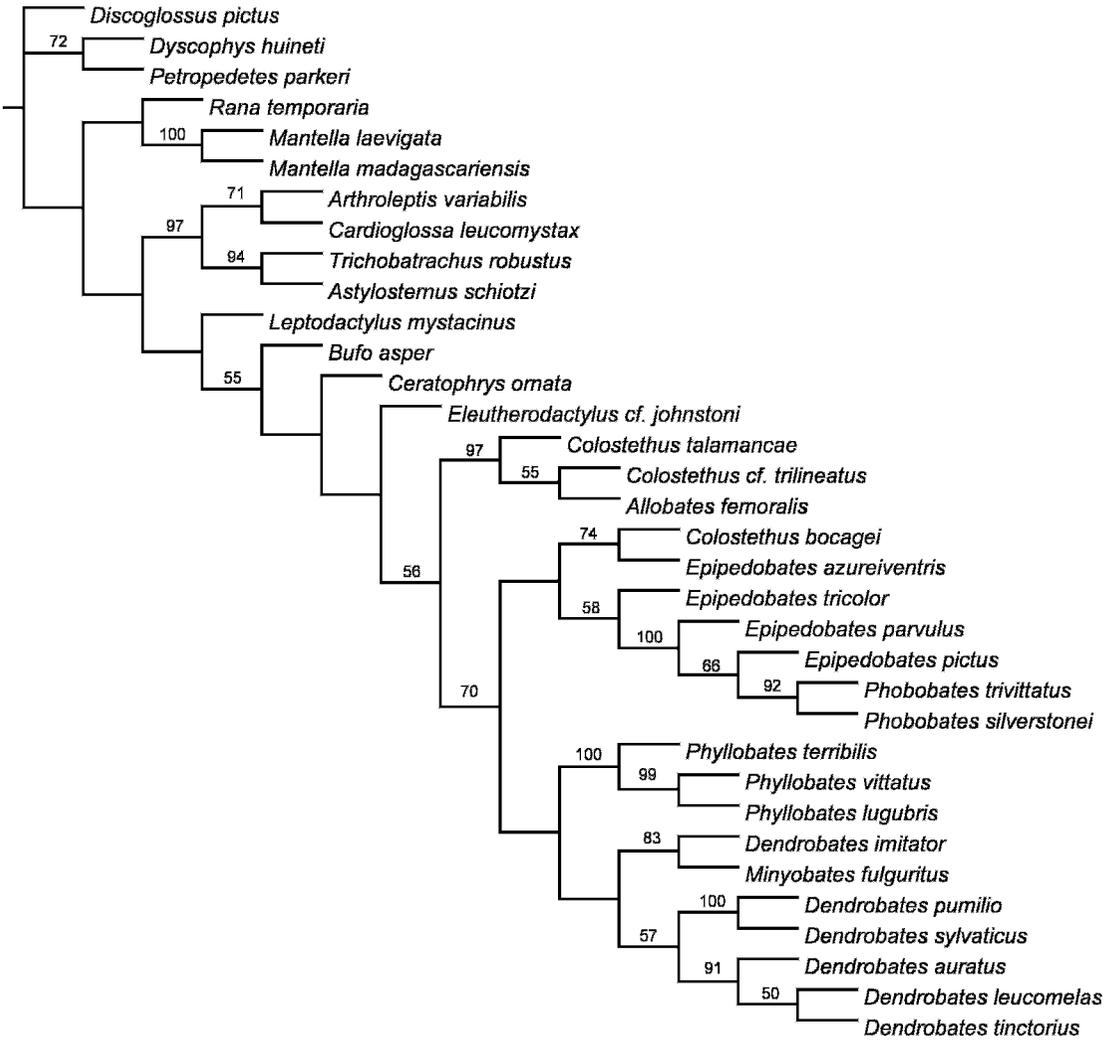 Discoglossus pictus
72
Dyscophys huineti
Petropedetes parkeri
Rana temporaria
100
Mantella laevigata
Mantella madagascariensis
71
Arthroleptis variabilis
97
Cardioglossa leucomystax
94
Trichobatrachus robustus
Astylosternus schiotzi
Leptodactylus mystacinus
Bufo asper
55
Ceratophrys ornata
Eleutherodactylus cf. johnstoni
97
Colostethus talamancae
55
Colostethus cf. trilineatus
Allobates femoralis
74
Colostethus bocagei
56
Epipedobates azureiventris
58
Epipedobates tricolor
100
Epipedobates parvulus
66
Epipedobates pictus
92
Phobobates trivittatus
70
Phobobates silverstonei
100
Phyllobates terribilis
99
Phyllobates vittatus
Phyllobates lugubris
83
Dendrobates imitator
Minyobates fulguritus
100
Dendrobates pumilio
57
Dendrobates sylvaticus
91
Dendrobates auratus
50
Dendrobates leucomelas
Dendrobates tinctorius